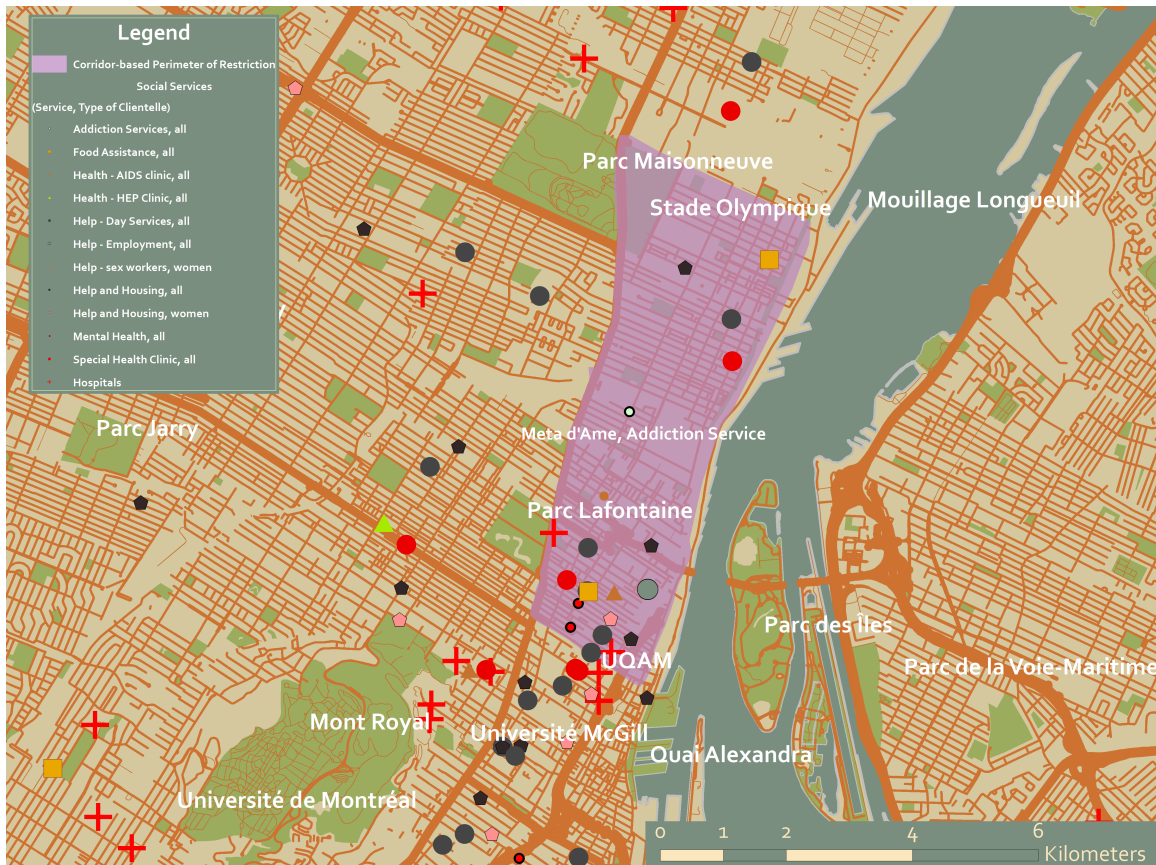 Legend
Corridor-based Perimeter of Restriction
Social Services
(Service, Type of Clientelle)
Addiction Services, all
Food Assistance, all
Health - AIDS clinic, all
Health - HEP Clinic, all
Help - Day Services, all
Help - Employment, all
Help - sex workers, women
Help and Housing, all
Help and Housing, women
Mental Health, all
Special Health Clinic, all
Hospitals
Parc Maisonneuve
Stade Olympique
Mouillage Longueuil
Parc Jarry
Meta d'Ame, Addiction Service
Parc Lafontaine
Parc des Îles
UQAM
Parc de la Voie-Maritime
Mont Royal
Université McGill
Quai Alexandra
Université de Montréal
0 1 2 4 6
Kilometers